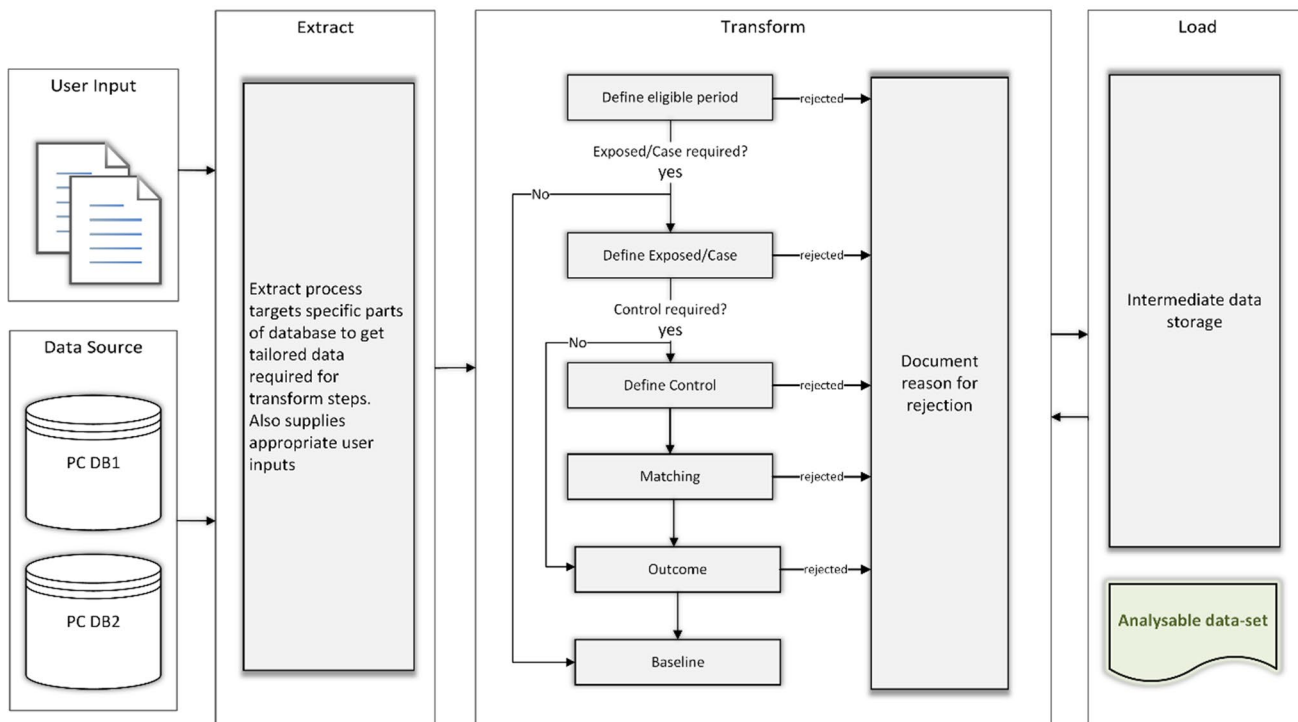 User Input
Data Source
PC DB1
PC DB2
Extract
Extract process
targets specific parts
of database to get
tailored data
required for
transform steps.
Also supplies
appropriate user
inputs
Transform
Define eligible period
rejected
Exposed/Case required?
yes
No
Define Exposed/Case
rejected
Control required?
yes
No
Define Control
rejected
Matching
rejected
Outcome
rejected
Baseline
Document
reason for
rejection
Load
Intermediate data
storage
Analysable data-set